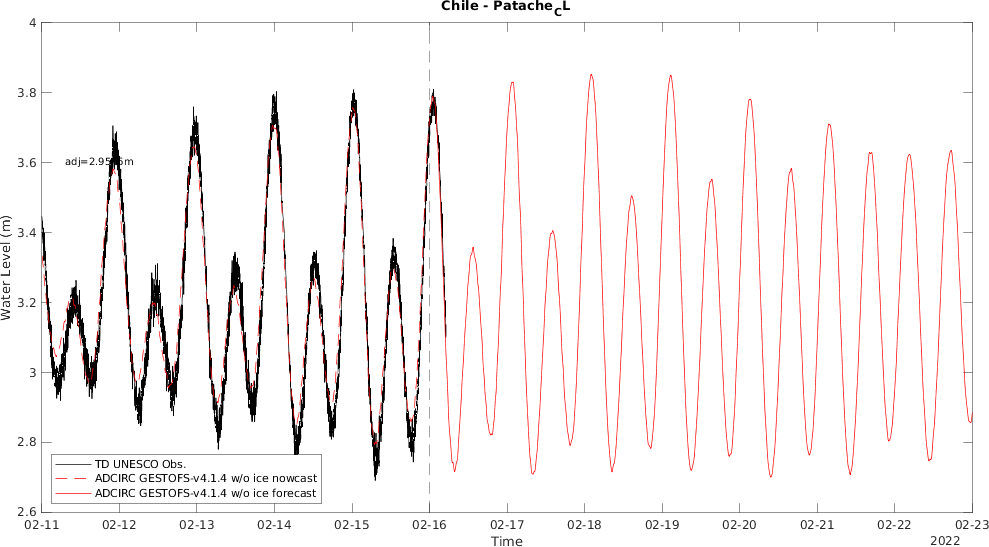 Chile - Patache_CL
4
3.8
3.6
3.4
3.2
3
2.8
2.6
Water Level (m)
TD UNESCO Obs.
ADCIRC GESTOFS-v4.1.4 w/o ice nowcast
ADCIRC GESTOFS-v4.1.4 w/o ice forecast
02-11 02-12 02-13 02-14 02-15 02-16 02-17 02-18 02-19 02-20 02-21 02-22 02-23
Time
2022